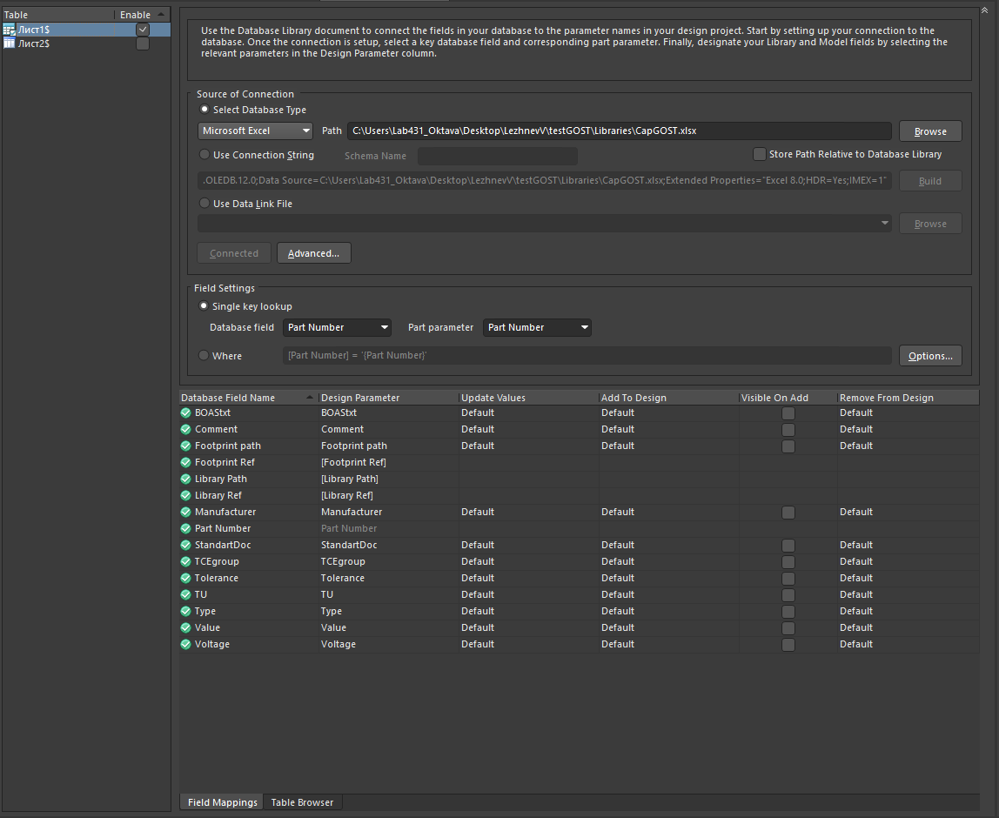 Table Enable
Лист1$
Лист2$
Use the Database Library document to connect the fields in your database to the parameter names in your design project. Start by setting up your connection to the
database. Once the connection is setup, select a key database field and corresponding part parameter. Finally, designate your Library and Model fields by selecting the
relevant parameters in the Design Parameter column.
Source of Connection
Select Database Type
Microsoft Excel Path C:\Users\Lab431_Oktava\Desktop\LezhnevV\testGOST\Libraries\CapGOST.xlsx Browse
Use Connection String Schema Name Store Path Relative to Database Library
.OLEDB.12.0;Data Source=C:\Users\Lab431_Oktava\Desktop\LezhnevV\testGOST\Libraries\CapGOST.xlsx;Extended Properties="Excel 8.0;HDR=Yes;IMEX=1" Build
Use Data Link File
Browse
Connected Advanced...
Field Settings
Single key lookup
Database field Part Number Part parameter Part Number
Where [Part Number] = '{Part Number}' Options...
Database Field Name Design Parameter Update Values Add To Design Visible On Add Remove From Design
BOAStxt BOAStxt Default Default Default
Comment Comment Default Default Default
Footprint path Footprint path Default Default Default
Footprint Ref [Footprint Ref]
Library Path [Library Path]
Library Ref [Library Ref]
Manufacturer Manufacturer Default Default Default
Part Number Part Number
StandartDoc StandartDoc Default Default Default
TCEgroup TCEgroup Default Default Default
Tolerance Tolerance Default Default Default
TU TU Default Default Default
Type Type Default Default Default
Value Value Default Default Default
Voltage Voltage Default Default Default
Field Mappings Table Browser